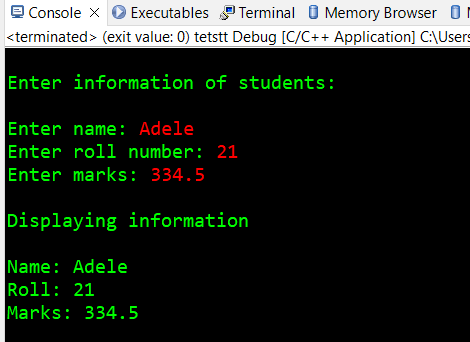 Console Executables Terminal Memory Browser
<terminated> (exit value: 0) tetstt Debug [C/C++ Application] C:\Users
Enter information of students:
Enter name: Adele
Enter roll number: 21
Enter marks: 334.5
Displaying information
Name: Adele
Roll: 21
Marks: 334.5